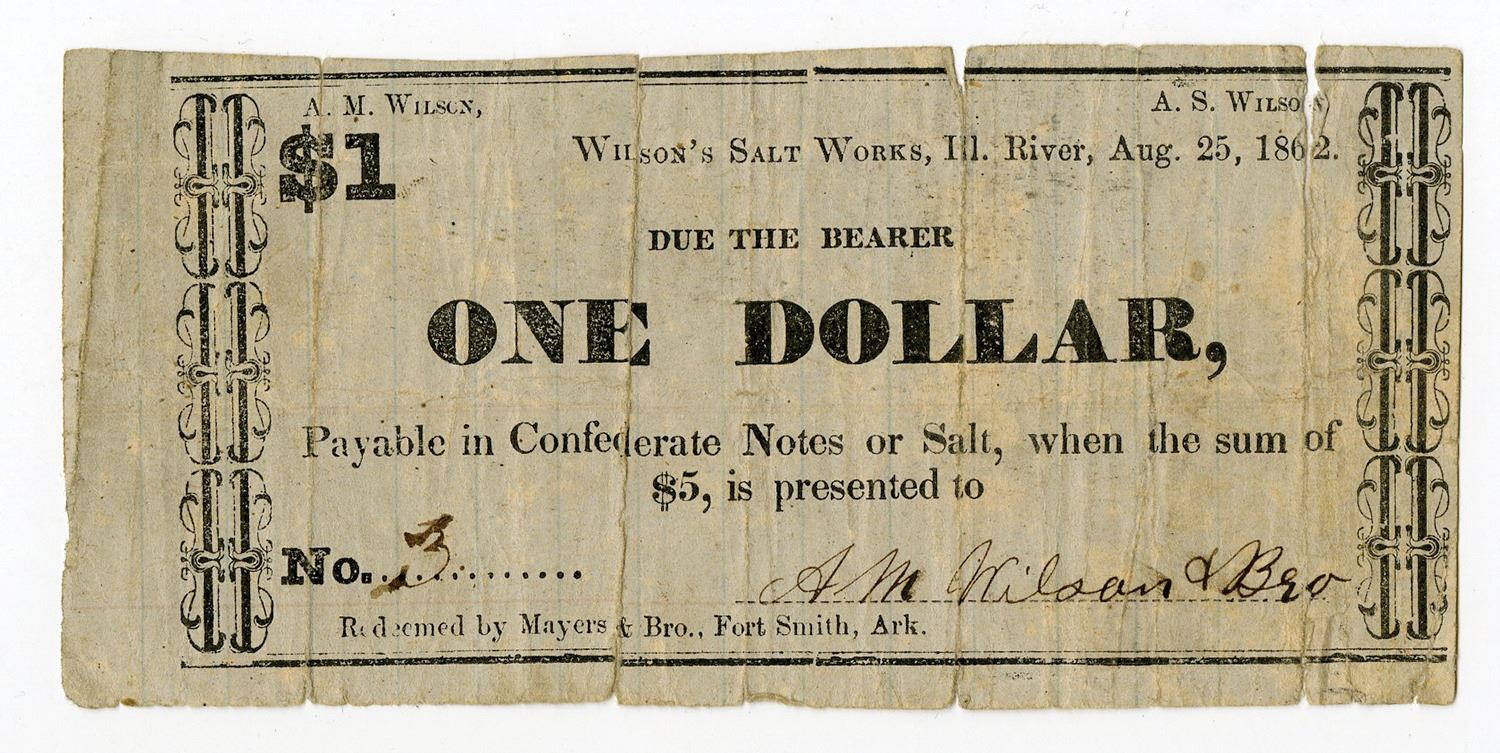 A. M. WILSON,
A. S. WILSON,
$1
WILSON'S SALT WORKS, Ill. River, Aug. 25, 1862.
DUE THE BEARER
ONE DOLLAR,
Payable in Confederate Notes or Salt, when the sum of
$5, is presented to
No. 3
A M Wilson & Bro
Redeemed by Mayers & Bro., Fort Smith, Ark.